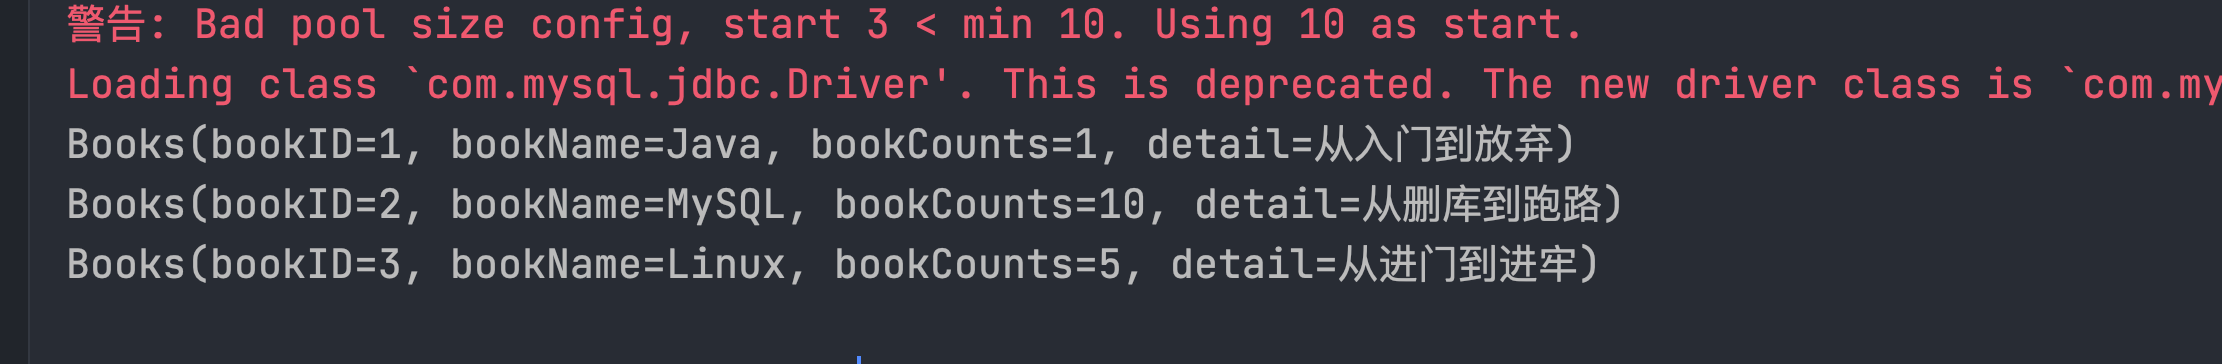 警告: Bad pool size config, start 3 < min 10. Using 10 as start.
Loading class `com.mysql.jdbc.Driver'. This is deprecated. The new driver class is `com.my
Books(bookID=1, bookName=Java, bookCounts=1, detail=从入门到放弃)
Books(bookID=2, bookName=MySQL, bookCounts=10, detail=从删库到跑路)
Books(bookID=3, bookName=Linux, bookCounts=5, detail=从进门到进牢)